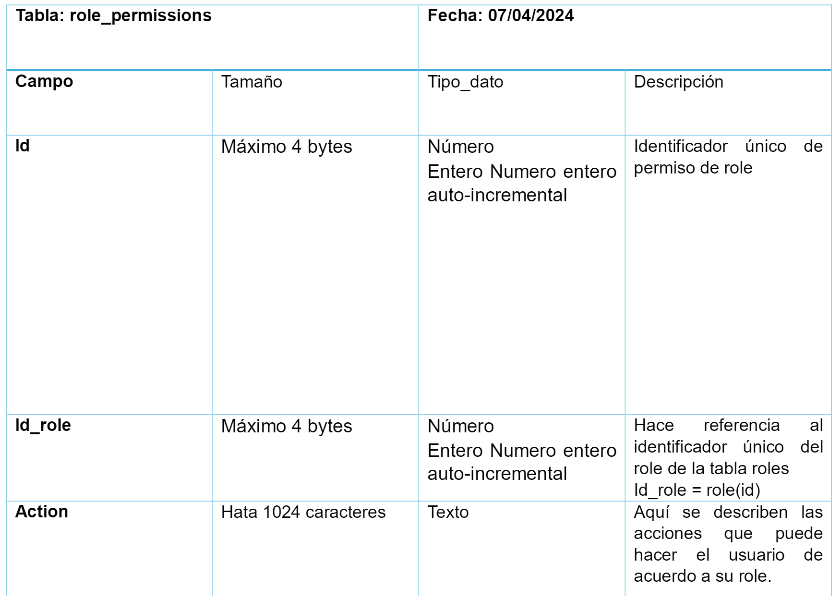 Tabla: role_permissions
Fecha: 07/04/2024
Campo
Tamaño
Tipo_dato
Descripción
Id
Máximo 4 bytes
Número
Entero Numero entero
auto-incremental
Identificador único de
permiso de role
Id_role
Máximo 4 bytes
Número
Entero Numero entero
auto-incremental
Hace referencia al
identificador único del
role de la tabla roles
Id_role = role(id)
Action
Hata 1024 caracteres
Texto
Aquí se describen las
acciones que puede
hacer el usuario de
acuerdo a su role.